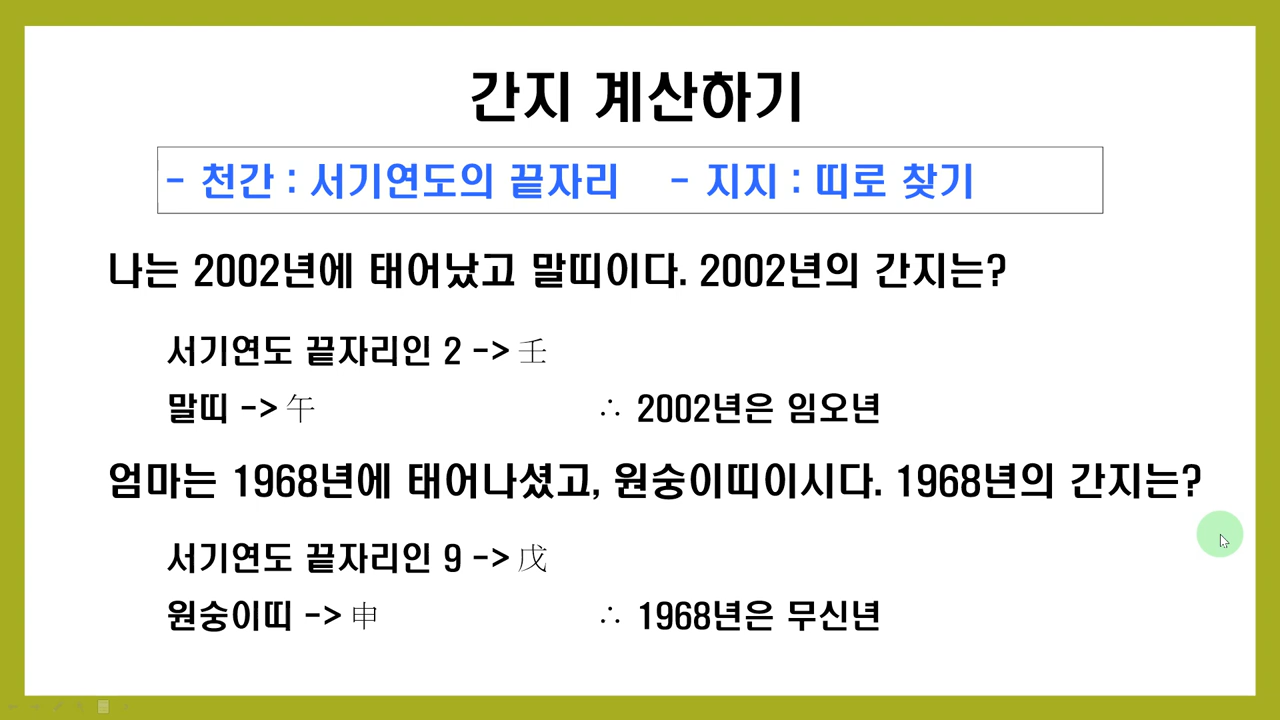 간지 계산하기
- 천간 : 서기연도의 끝자리 - 지지 : 띠로 찾기
나는 2002년에 태어났고 말띠이다. 2002년의 간지는?
서기연도 끝자리인 2 -> 壬
말띠 -> 午 ∴ 2002년은 임오년
엄마는 1968년에 태어나셨고, 원숭이띠이시다. 1968년의 간지는?
서기연도 끝자리인 9 -> 戊
원숭이띠 -> 申 ∴ 1968년은 무신년